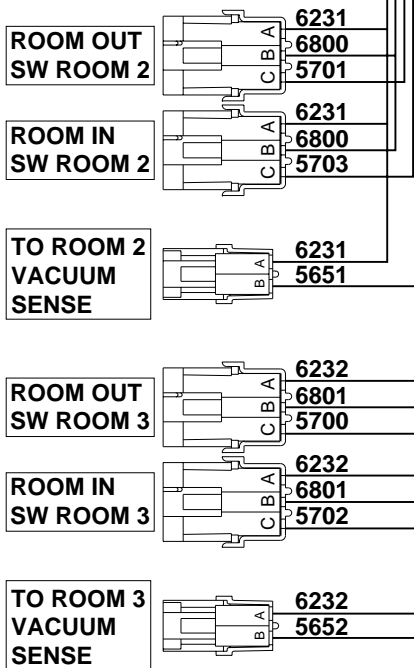 ROOM OUT
SW ROOM 2
A 6231
B 6800
C 5701
ROOM IN
SW ROOM 2
A 6231
B 6800
C 5703
TO ROOM 2
VACUUM
SENSE
A 6231
B 5651
ROOM OUT
SW ROOM 3
A 6232
B 6801
C 5700
ROOM IN
SW ROOM 3
A 6232
B 6801
C 5702
TO ROOM 3
VACUUM
SENSE
A 6232
B 5652